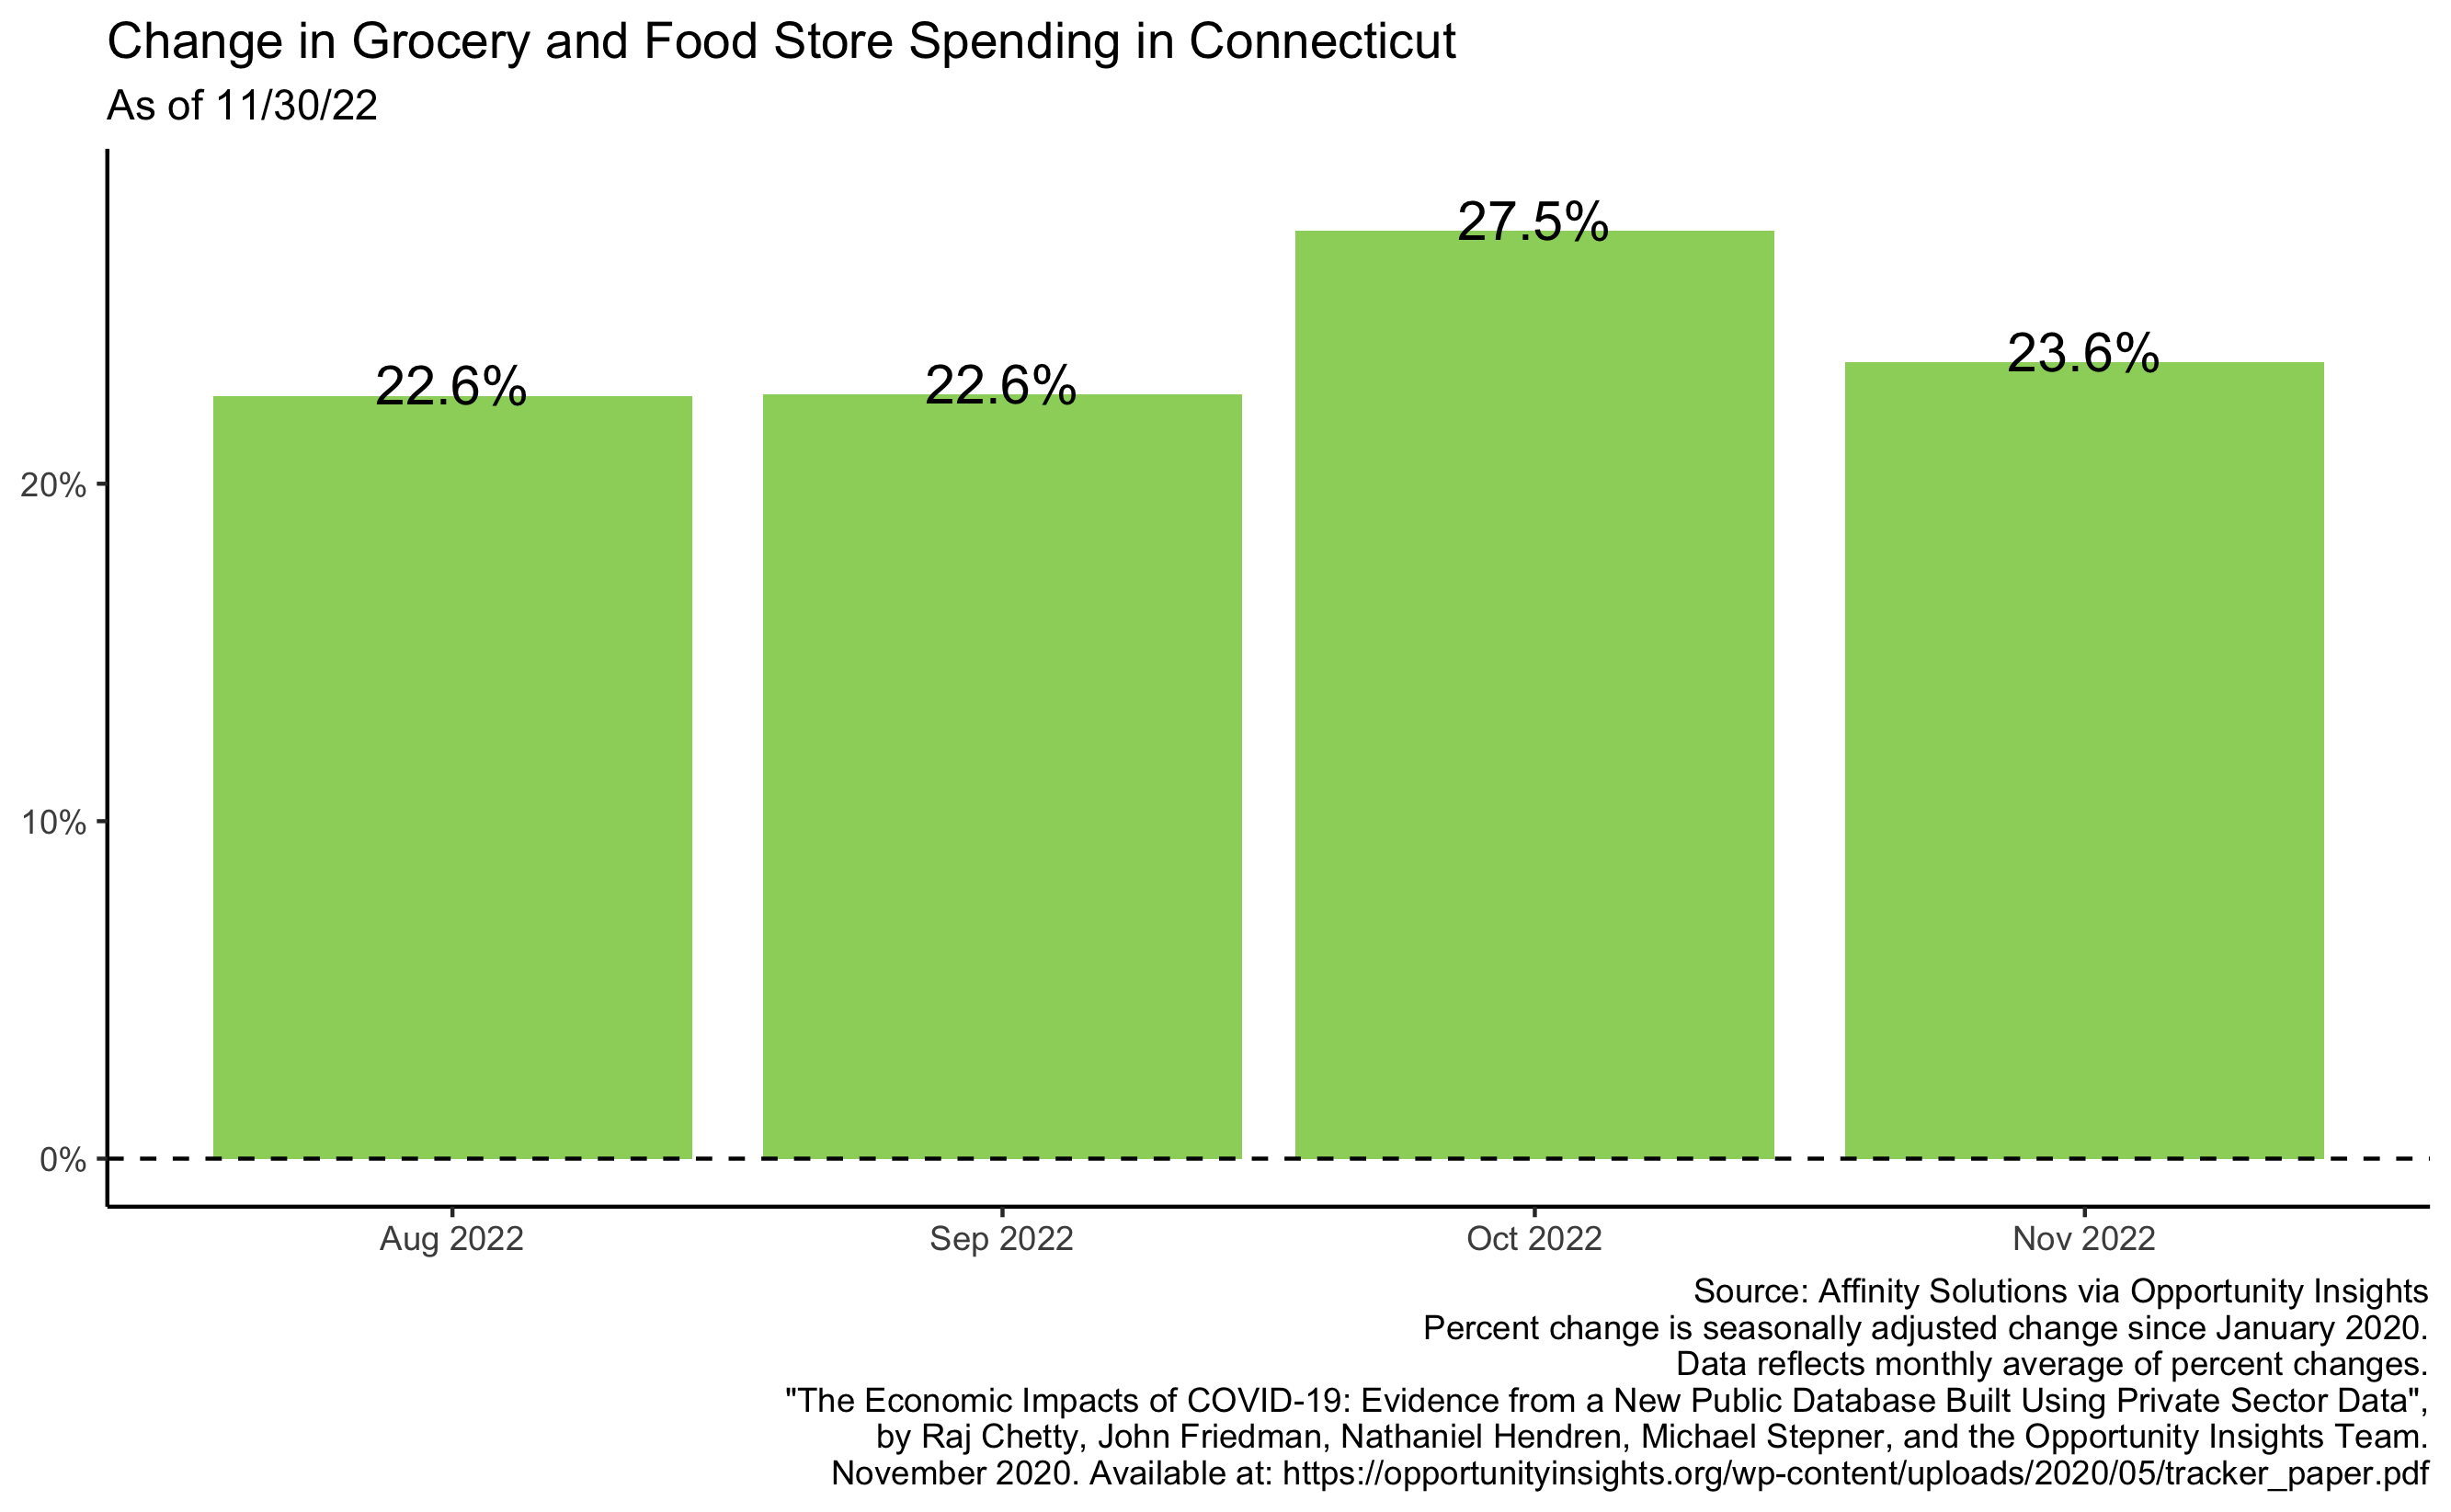 Change in Grocery and Food Store Spending in Connecticut
As of 11/30/22
27.5%
23.6%
22.6%
22.6%
20%
10%
0%
Aug 2022
Sep 2022
Oct 2022
Nov 2022
Source: Affinity Solutions via Opportunity Insights
Percent change is seasonally adjusted change since January 2020.
Data reflects monthly average of percent changes.
"The Economic Impacts of COVID-19: Evidence from a New Public Database Built Using Private Sector Data",
by Raj Chetty, John Friedman, Nathaniel Hendren, Michael Stepner, and the Opportunity Insights Team.
November 2020. Available at: https://opportunityinsights.org/wp-content/uploads/2020/05/tracker_paper.pdf